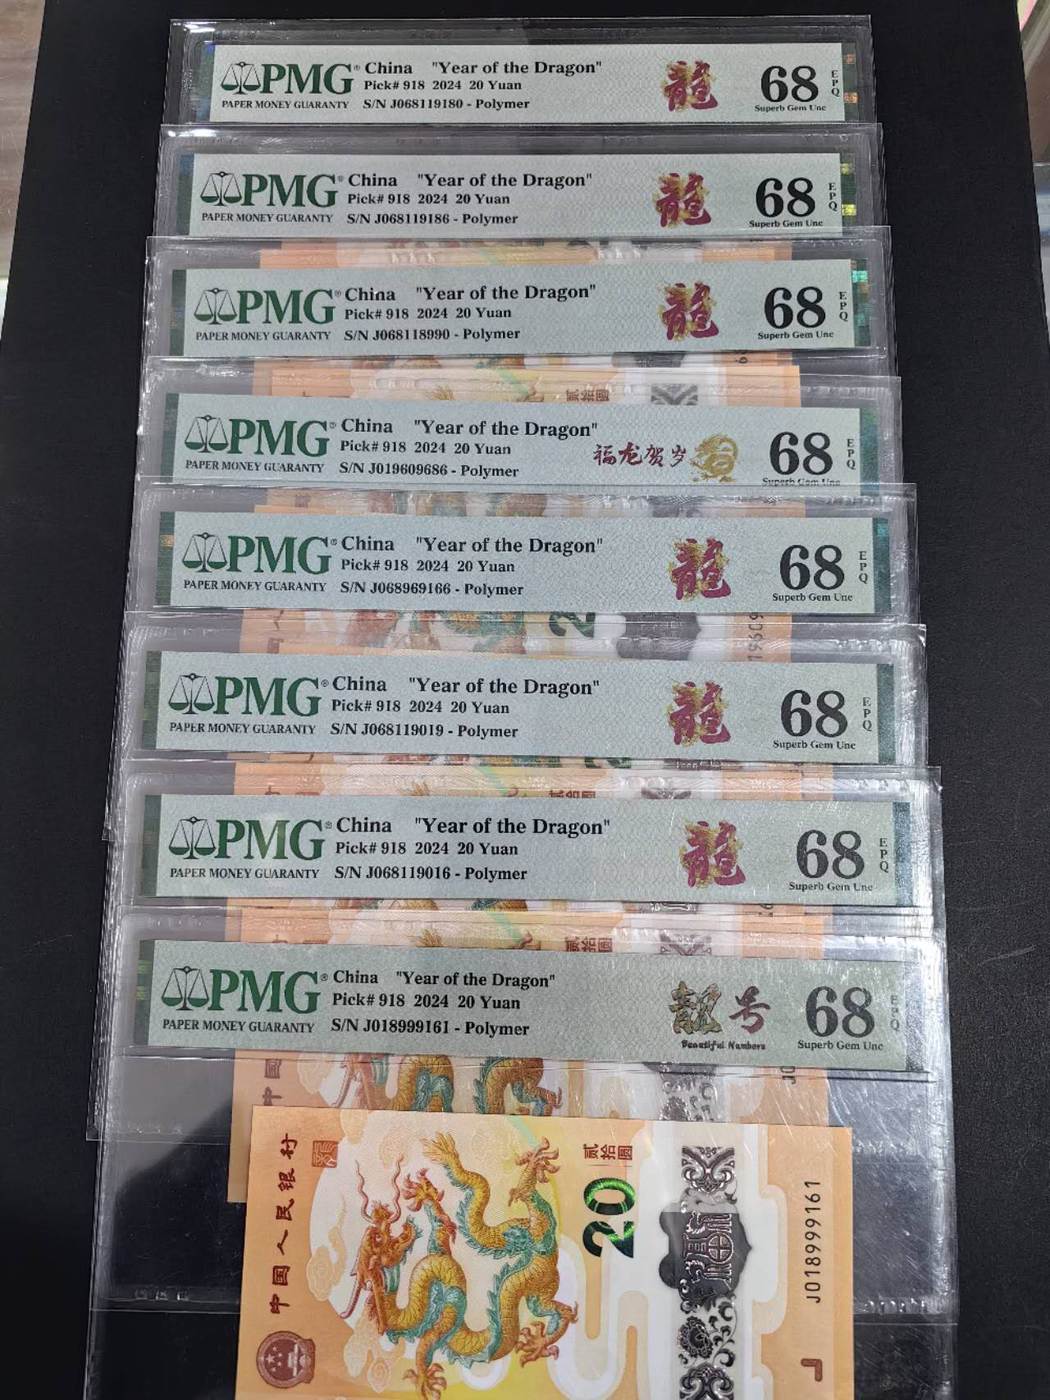 PMG® China "Year of the Dragon" 龍 68 EPQ
Pick# 918 2024 20 Yuan
PAPER MONEY GUARANTY S/N J068119180 - Polymer Superb Gem Unc
PMG® China "Year of the Dragon" 龍 68 EPQ
Pick# 918 2024 20 Yuan
PAPER MONEY GUARANTY S/N J068119186 - Polymer Superb Gem Unc
PMG® China "Year of the Dragon" 龍 68 EPQ
Pick# 918 2024 20 Yuan
PAPER MONEY GUARANTY S/N J068118990 - Polymer Superb Gem Unc
贰拾圆
PMG® China "Year of the Dragon" 福龙贺岁 68 EPQ
Pick# 918 2024 20 Yuan
PAPER MONEY GUARANTY S/N J019609686 - Polymer Superb Gem Unc
PMG® China "Year of the Dragon" 龍 68 EPQ
Pick# 918 2024 20 Yuan
PAPER MONEY GUARANTY S/N J068969166 - Polymer Superb Gem Unc
PMG® China "Year of the Dragon" 龍 68 EPQ
Pick# 918 2024 20 Yuan
PAPER MONEY GUARANTY S/N J068119019 - Polymer Superb Gem Unc
PMG® China "Year of the Dragon" 龍 68 EPQ
Pick# 918 2024 20 Yuan
PAPER MONEY GUARANTY S/N J068119016 - Polymer Superb Gem Unc
贰拾圆
PMG® China "Year of the Dragon" 靓号 68 EPQ
Pick# 918 2024 20 Yuan
PAPER MONEY GUARANTY S/N J018999161 - Polymer Beautiful Numbers Superb Gem Unc
中国人民银行
贰拾圆
20
福
J018999161